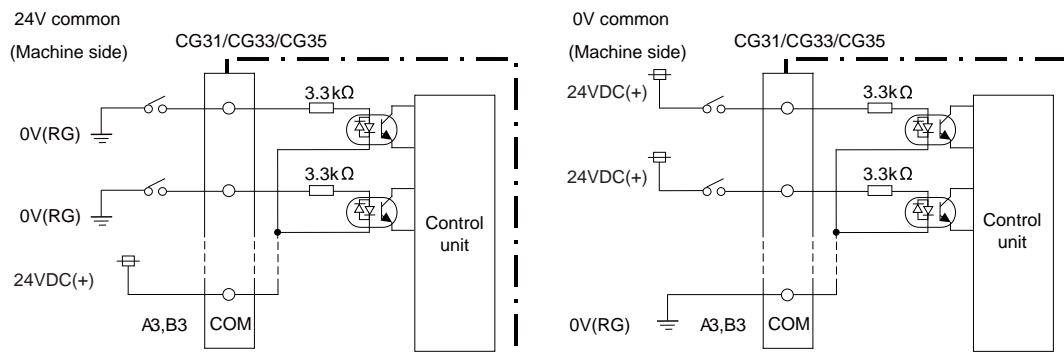 24V common
(Machine side)
CG31/CG33/CG35
3.3kΩ
0V(RG)
3.3kΩ
0V(RG)
Control
unit
24VDC(+)
A3,B3
COM
0V common
(Machine side)
CG31/CG33/CG35
24VDC(+)
3.3kΩ
24VDC(+)
3.3kΩ
Control
unit
0V(RG)
A3,B3
COM